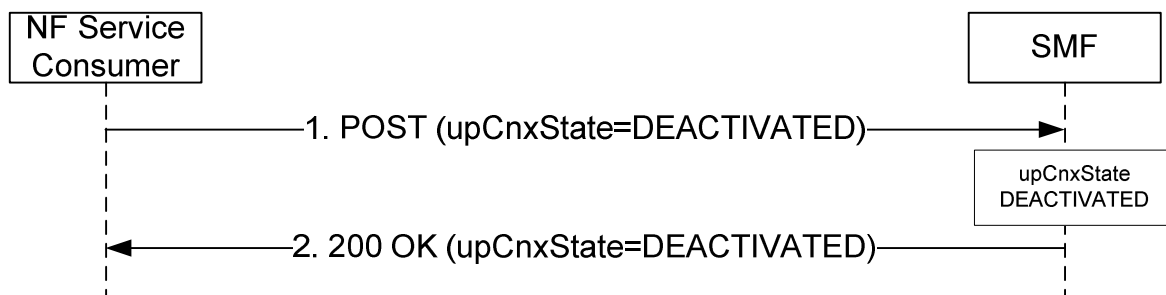 NF Service
Consumer
SMF
1. POST (upCnxState=DEACTIVATED)
upCnxState
DEACTIVATED
2. 200 OK (upCnxState=DEACTIVATED)